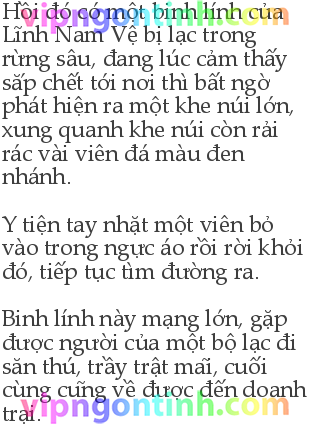 vipngontinh.com
Hồi đó có một binh lính của
Lĩnh Nam Vệ bị lạc trong
rừng sâu, đang lúc cảm thấy
sắp chết tới nơi thì bất ngờ
phát hiện ra một khe núi lớn,
xung quanh khe núi còn rải
rác vài viên đá màu đen
nhánh.
Y tiện tay nhặt một viên bỏ
vào trong ngực áo rồi rời khỏi
đó, tiếp tục tìm đường ra.
Binh lính này mạng lớn, gặp
được người của một bộ lạc đi
săn thú, trầy trật mãi, cuối
cùng cũng về được đến doanh
trại.
vipngontinh.com